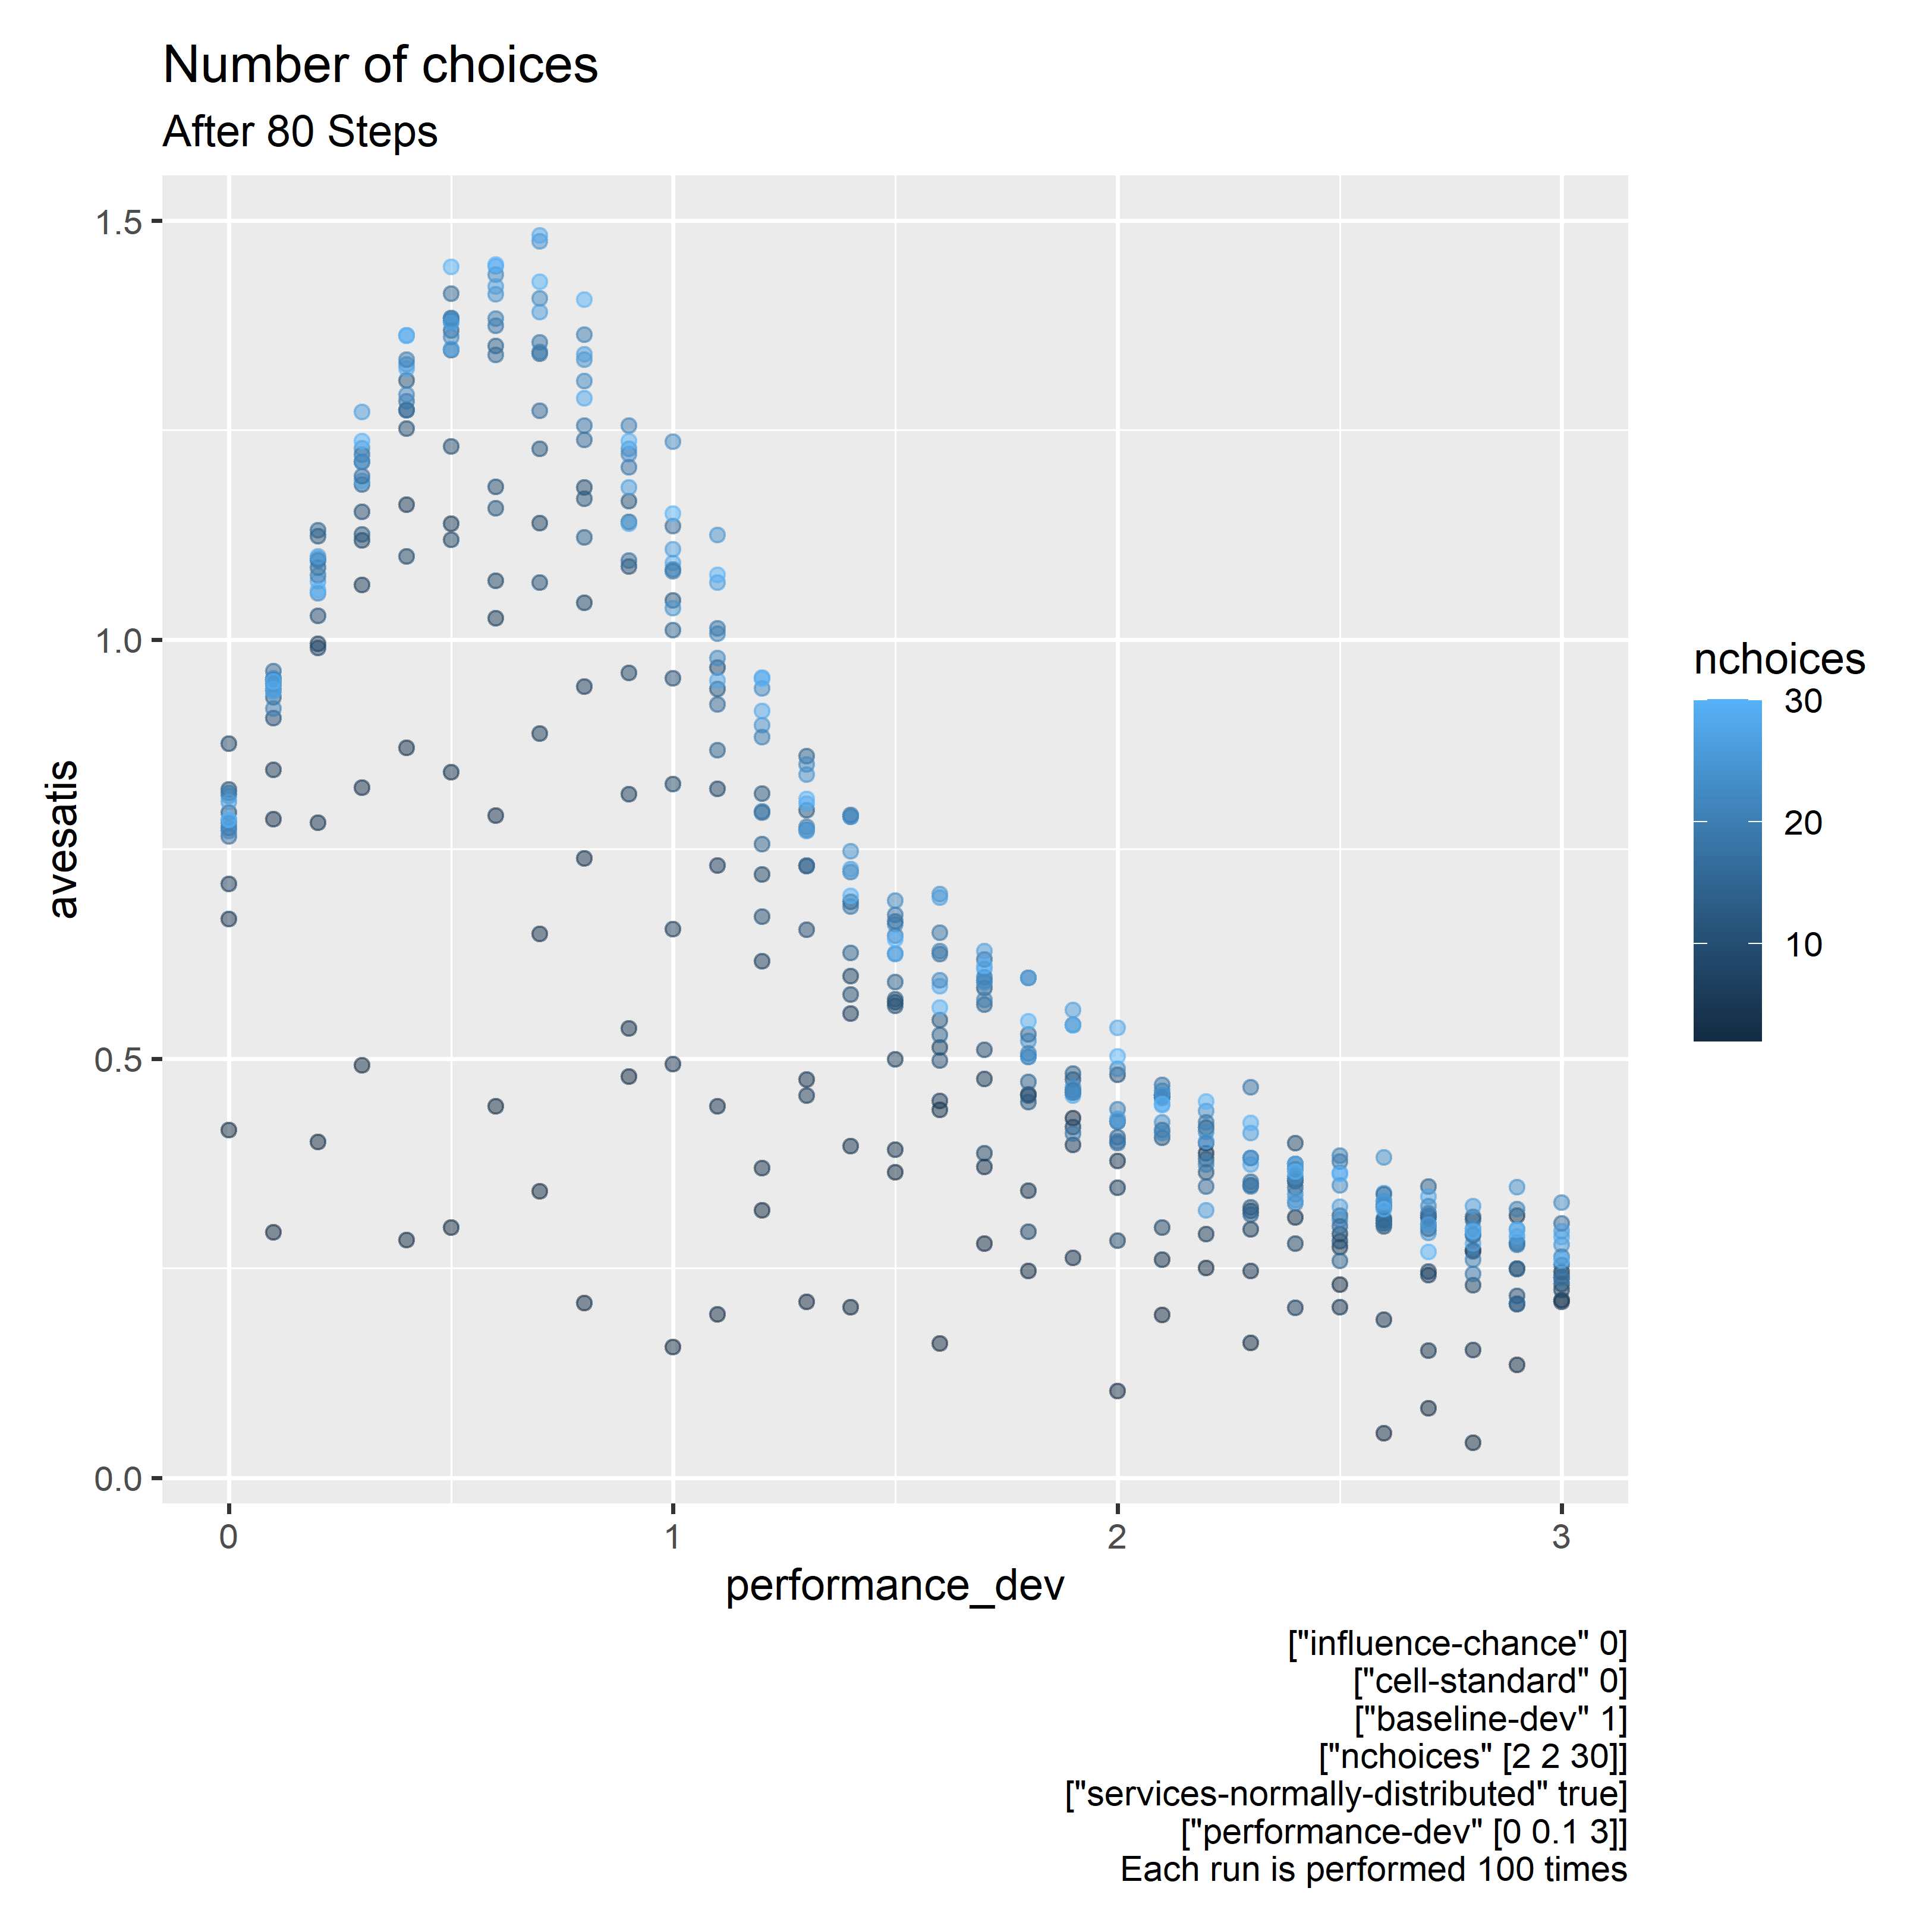 Number of choices
After 80 Steps
1.5
1.0
0.5
0.0
avesatis
0
1
2
3
performance_dev
nchoices
30
20
10
["influence-chance" 0]
["cell-standard" 0]
["baseline-dev" 1]
["nchoices" [2 2 30]]
["services-normally-distributed" true]
["performance-dev" [0 0.1 3]]
Each run is performed 100 times